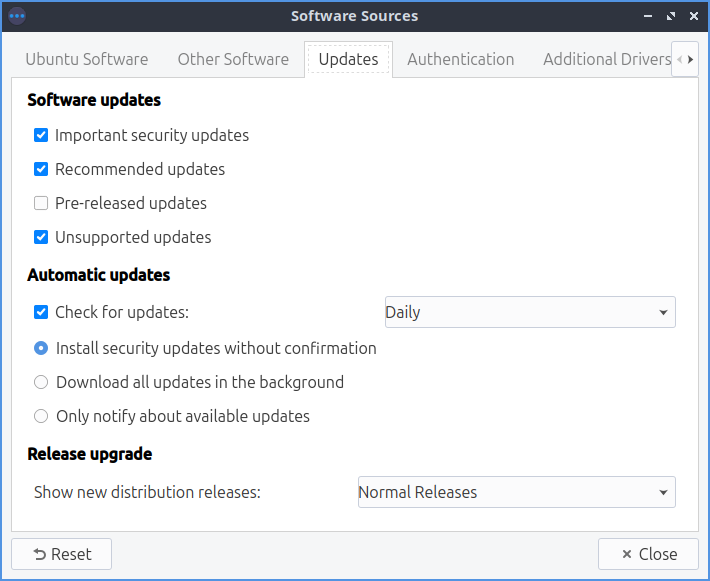 Software Sources
Ubuntu Software Other Software Updates Authentication Additional Drivers
Software updates
Important security updates
Recommended updates
Pre-released updates
Unsupported updates
Automatic updates
Check for updates: Daily
Install security updates without confirmation
Download all updates in the background
Only notify about available updates
Release upgrade
Show new distribution releases: Normal Releases
Reset Close